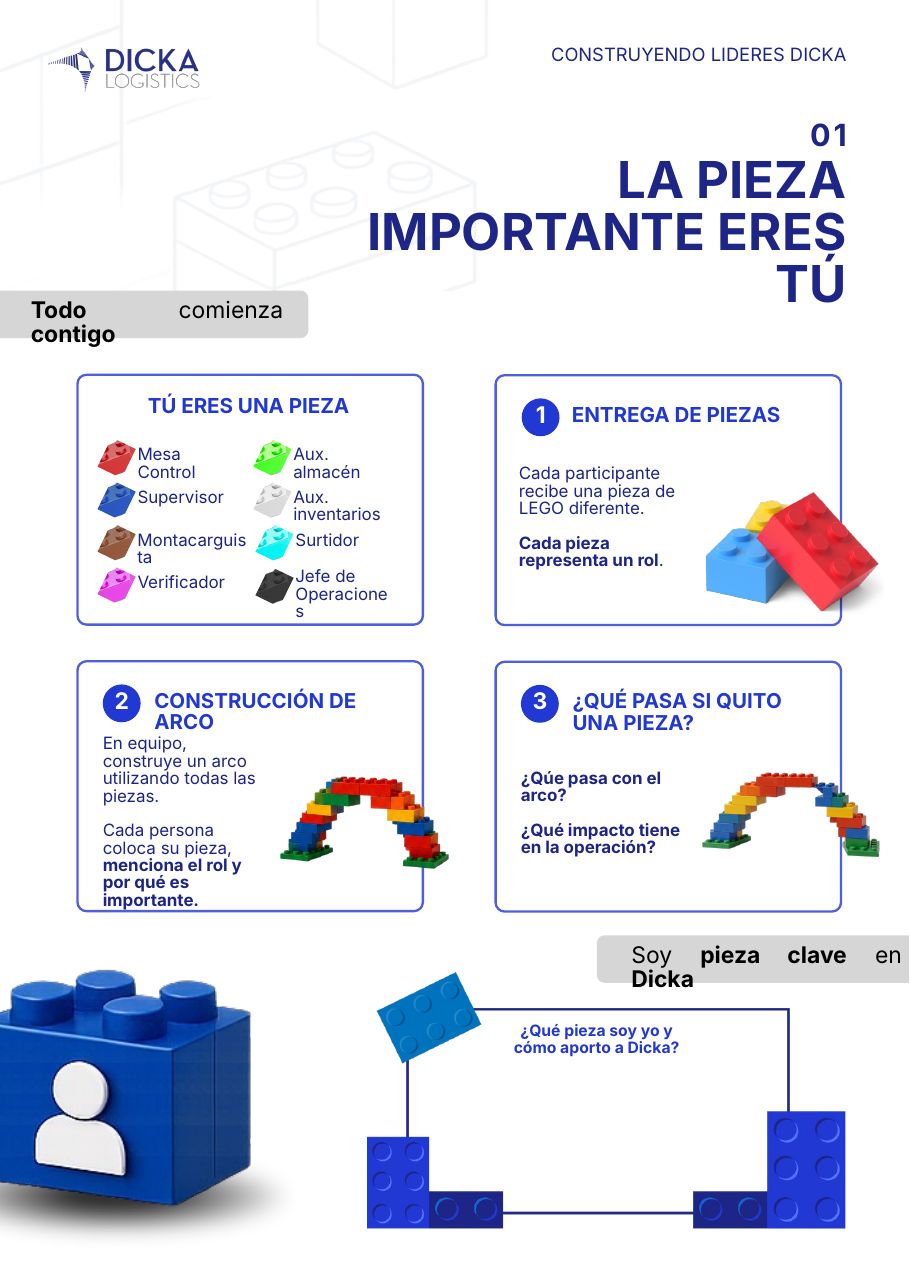 DICKA
LOGISTICS
CONSTRUYENDO LIDERES DICKA
01
LA PIEZA
IMPORTANTE ERES
TÚ
Todo comienza
contigo
TÚ ERES UNA PIEZA
Mesa
Control
Supervisor
Montacarguis
ta
Verificador
Aux.
almacén
Aux.
inventarios
Surtidor
Jefe de
Operacione
s
1
ENTREGA DE PIEZAS
Cada participante
recibe una pieza de
LEGO diferente.
Cada pieza
representa un rol.
2
CONSTRUCCIÓN DE
ARCO
En equipo,
construye un arco
utilizando todas las
piezas.
Cada persona
coloca su pieza,
menciona el rol y
por qué es
importante.
3
¿QUÉ PASA SI QUITO
UNA PIEZA?
¿Qúe pasa con el
arco?
¿Qué impacto tiene
en la operación?
Soy pieza clave en
Dicka
¿Qué pieza soy yo y
cómo aporto a Dicka?